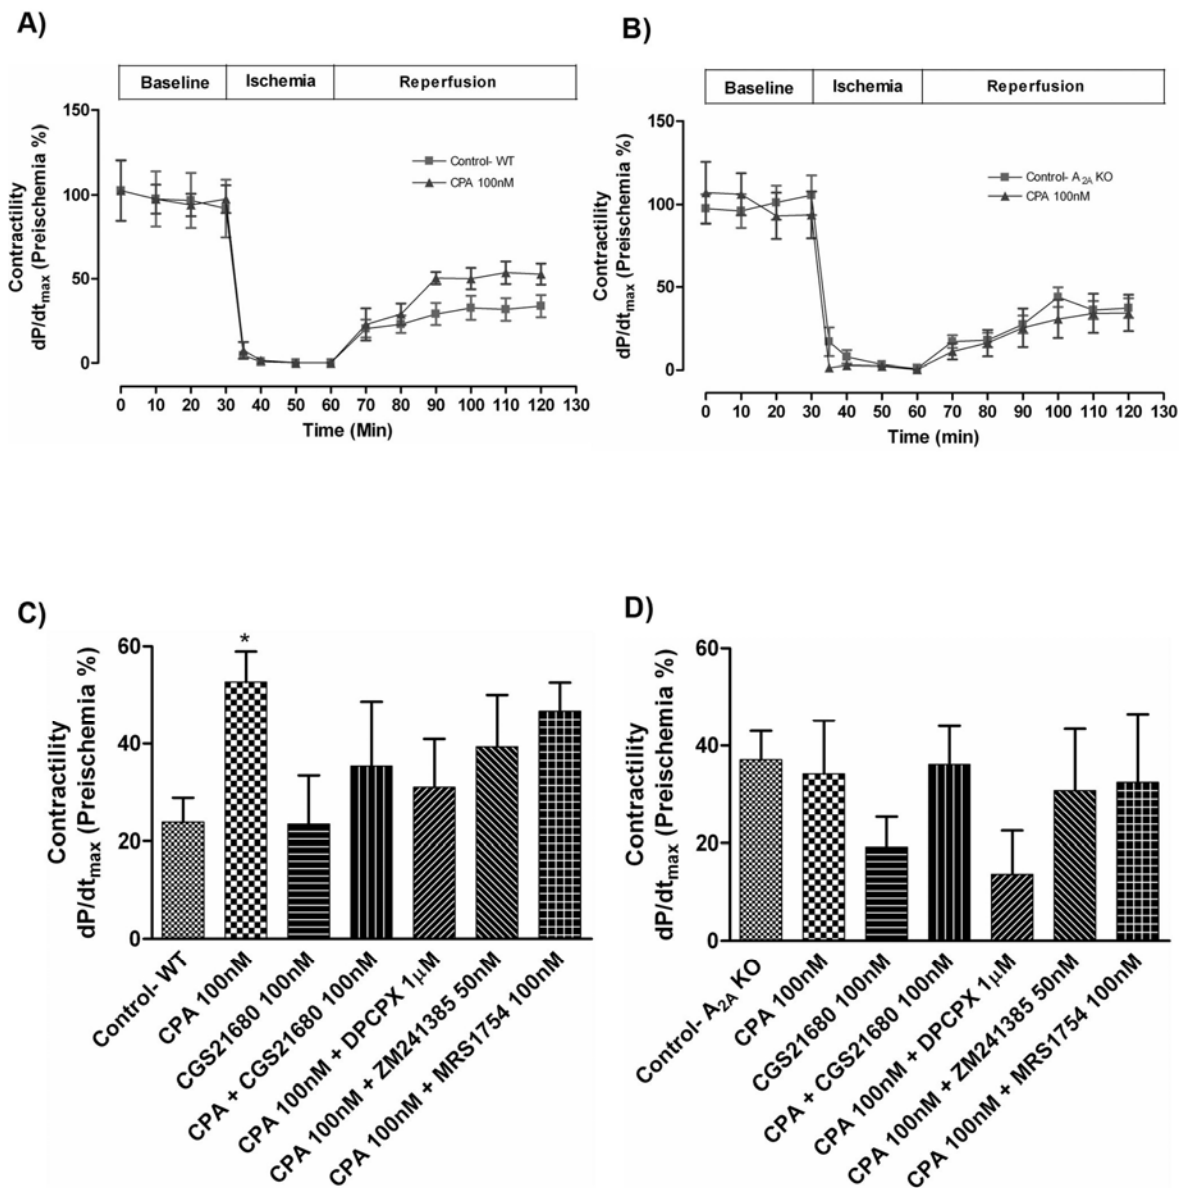 A)
Baseline Ischemia Reperfusion
150
100
50
0
Contractility
dP/dtmax (Preischemia %)
Control- WT
CPA 100nM
0 10 20 30 40 50 60 70 80 90 100 110 120 130
Time (Min)
B)
Baseline Ischemia Reperfusion
150
100
50
0
Contractility
dP/dtmax (Preischemia %)
Control- A2A KO
CPA 100nM
0 10 20 30 40 50 60 70 80 90 100 110 120 130
Time (min)
C)
60
40
20
0
Contractility
dP/dtmax (Preischemia %)
*
Control- WT
CPA 100nM
CGS21680 100nM
CPA + CGS21680 100nM
CPA 100nM + DPCPX 1µM
CPA 100nM + ZM241385 50nM
CPA 100nM + MRS1754 100nM
D)
60
40
20
0
Contractility
dP/dtmax (Preischemia %)
Control- A2A KO
CPA 100nM
CGS21680 100nM
CPA + CGS21680 100nM
CPA 100nM + DPCPX 1µM
CPA 100nM + ZM241385 50nM
CPA 100nM + MRS1754 100nM